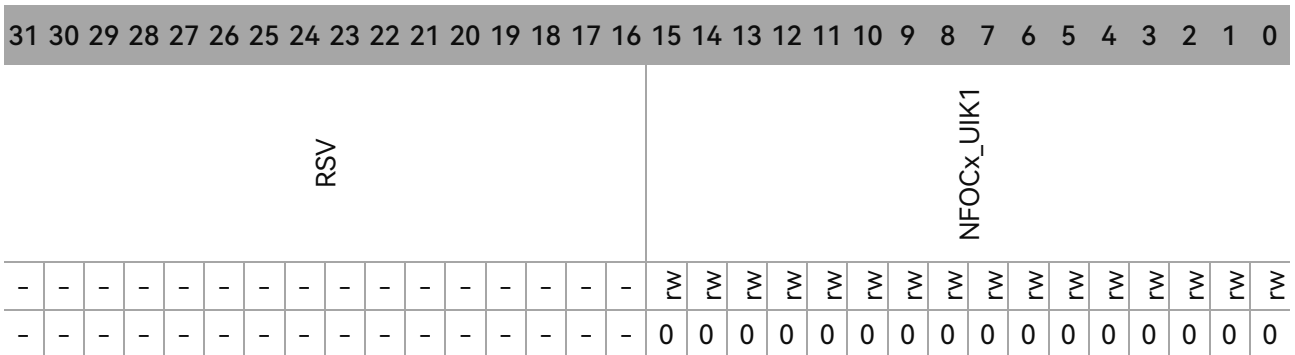 31 30 29 28 27 26 25 24 23 22 21 20 19 18 17 16 15 14 13 12 11 10 9 8 7 6 5 4 3 2 1 0
RSV NFOCx_UIK1
– – – – – – – – – – – – – – – – rw rw rw rw rw rw rw rw rw rw rw rw rw rw rw rw
– – – – – – – – – – – – – – – – 0 0 0 0 0 0 0 0 0 0 0 0 0 0 0 0